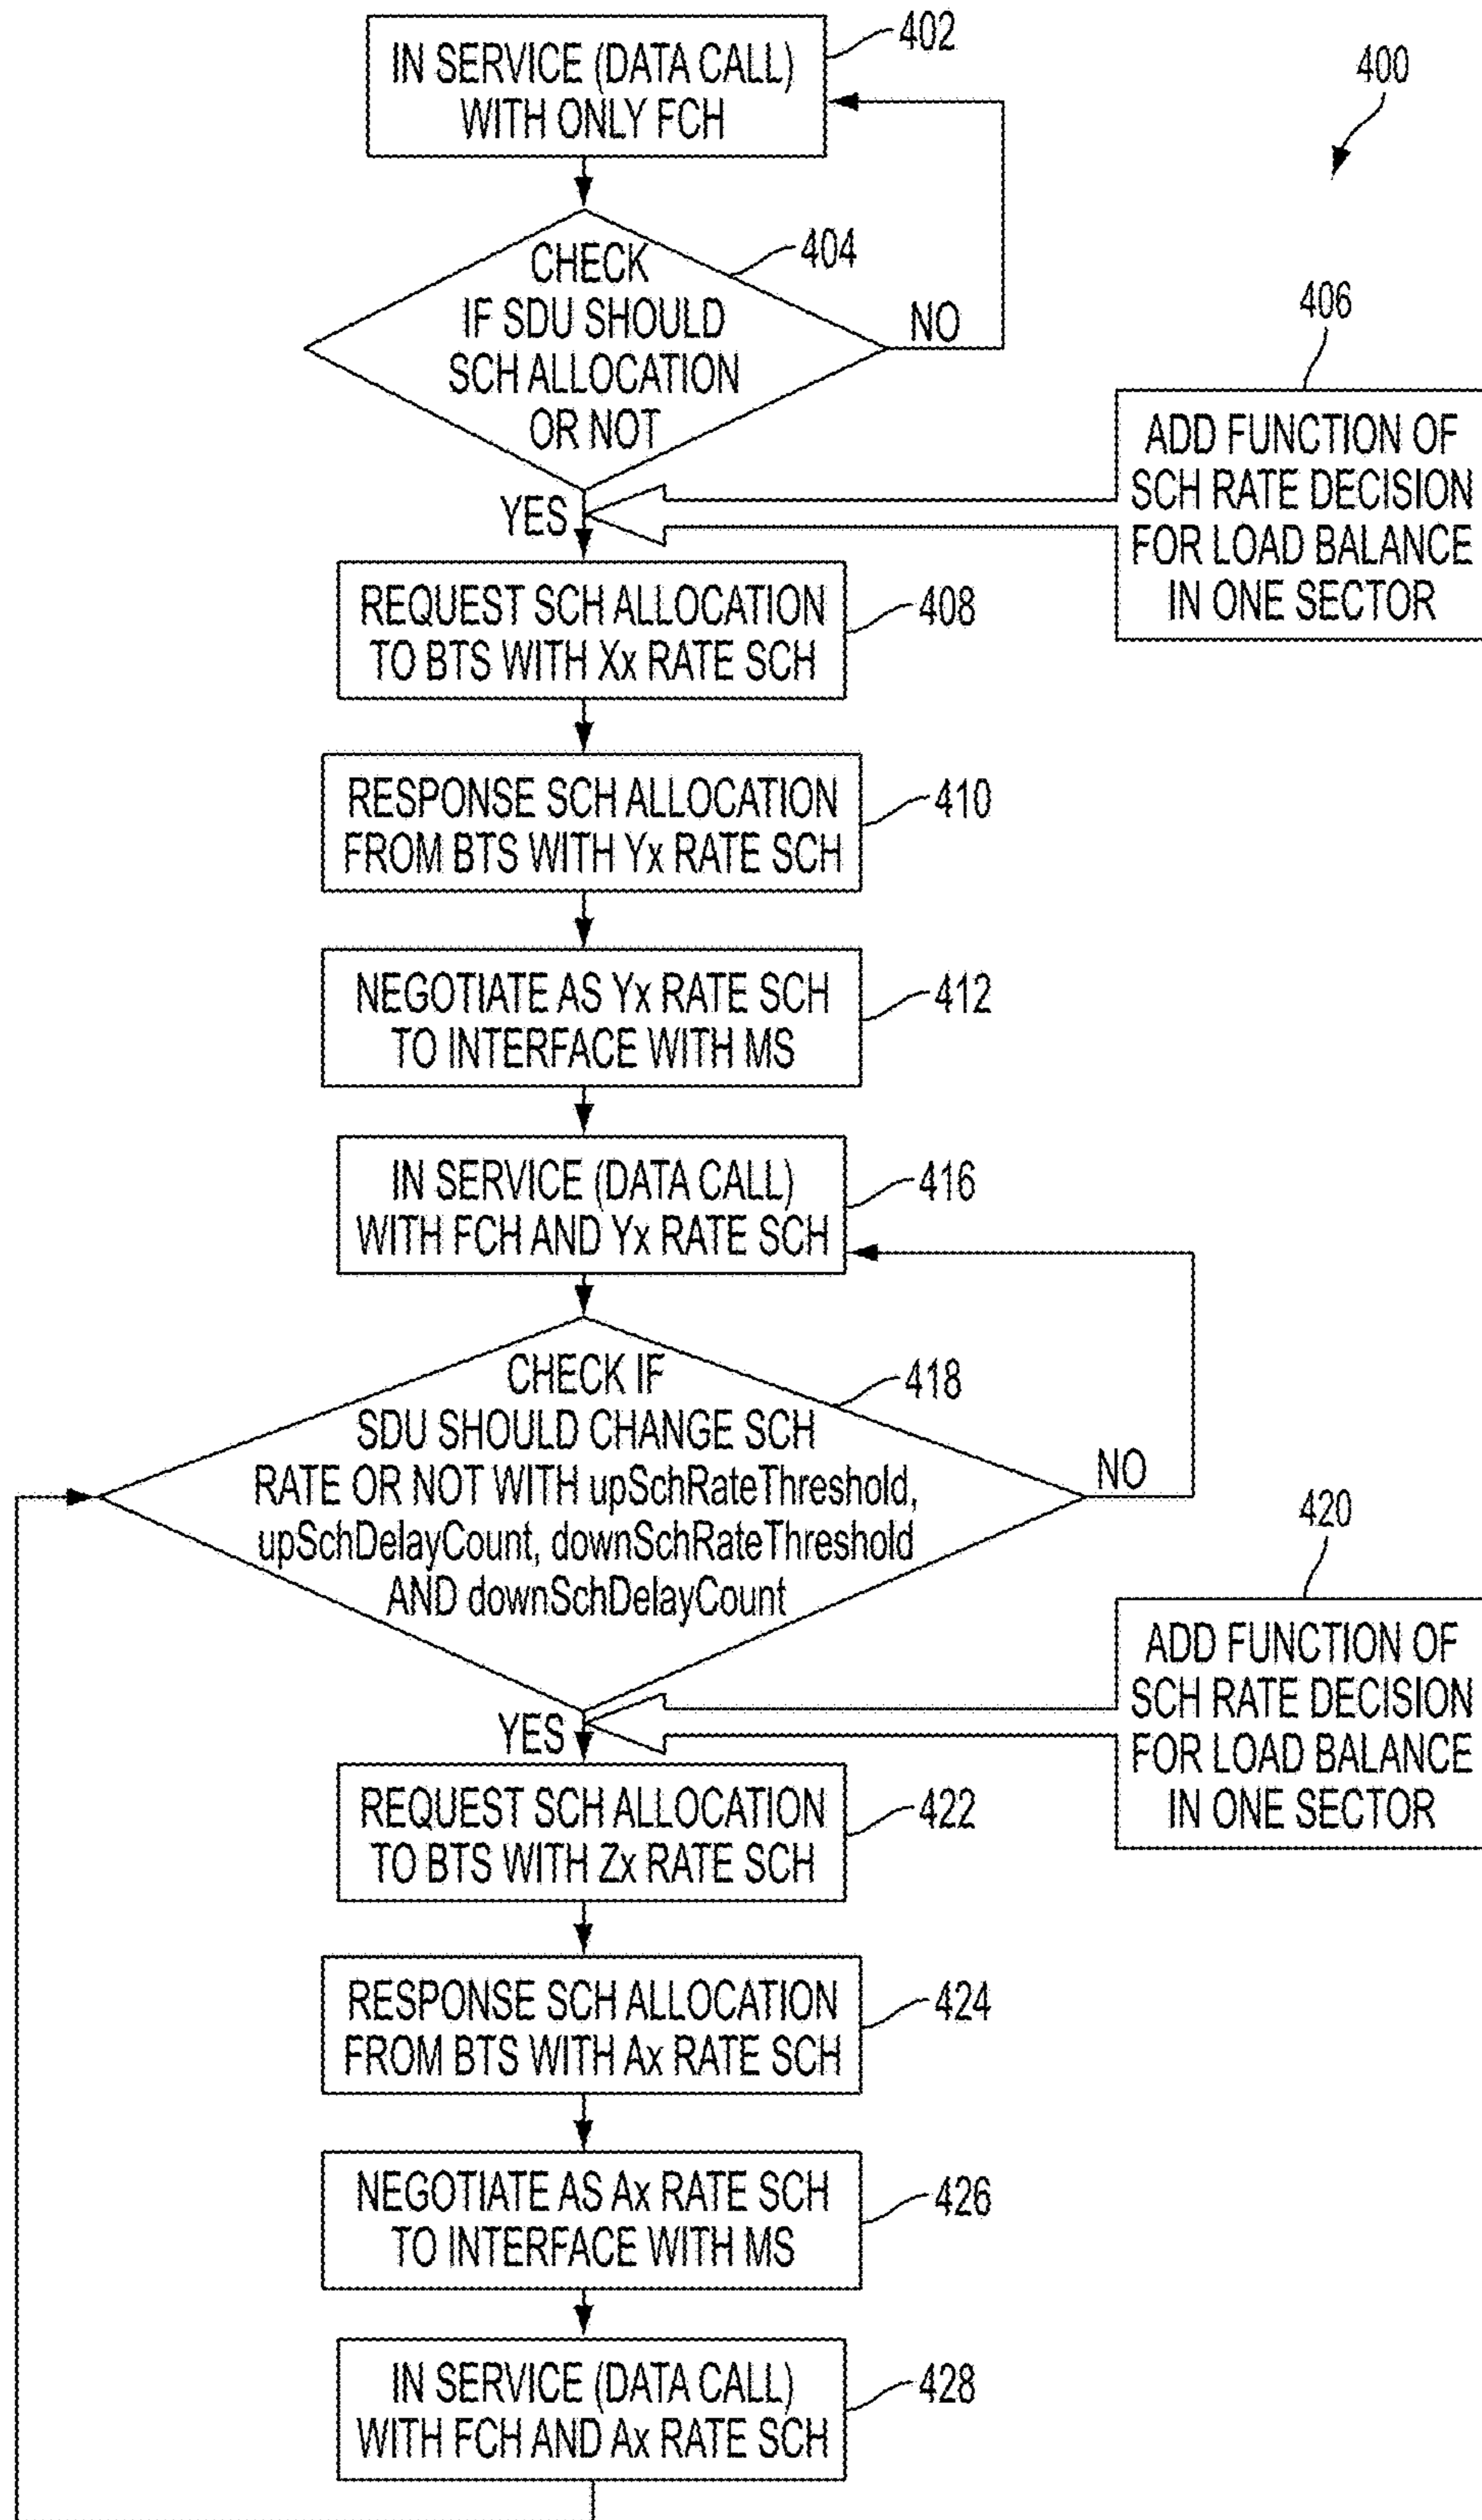 IN SERVICE (DATA CALL)
WITH ONLY FCH
402
400
CHECK
IF SDU SHOULD
SCH ALLOCATION
OR NOT
404
NO
406
ADD FUNCTION OF
SCH RATE DECISION
FOR LOAD BALANCE
IN ONE SECTOR
YES
REQUEST SCH ALLOCATION
TO BTS WITH Xx RATE SCH
408
RESPONSE SCH ALLOCATION
FROM BTS WITH Yx RATE SCH
410
NEGOTIATE AS Yx RATE SCH
TO INTERFACE WITH MS
412
IN SERVICE (DATA CALL)
WITH FCH AND Yx RATE SCH
416
CHECK IF
SDU SHOULD CHANGE SCH
RATE OR NOT WITH upSchRateThreshold,
upSchDelayCount, downSchRateThreshold
AND downSchDelayCount
418
NO
420
ADD FUNCTION OF
SCH RATE DECISION
FOR LOAD BALANCE
IN ONE SECTOR
YES
REQUEST SCH ALLOCATION
TO BTS WITH Zx RATE SCH
422
RESPONSE SCH ALLOCATION
FROM BTS WITH Ax RATE SCH
424
NEGOTIATE AS Ax RATE SCH
TO INTERFACE WITH MS
426
IN SERVICE (DATA CALL)
WITH FCH AND Ax RATE SCH
428